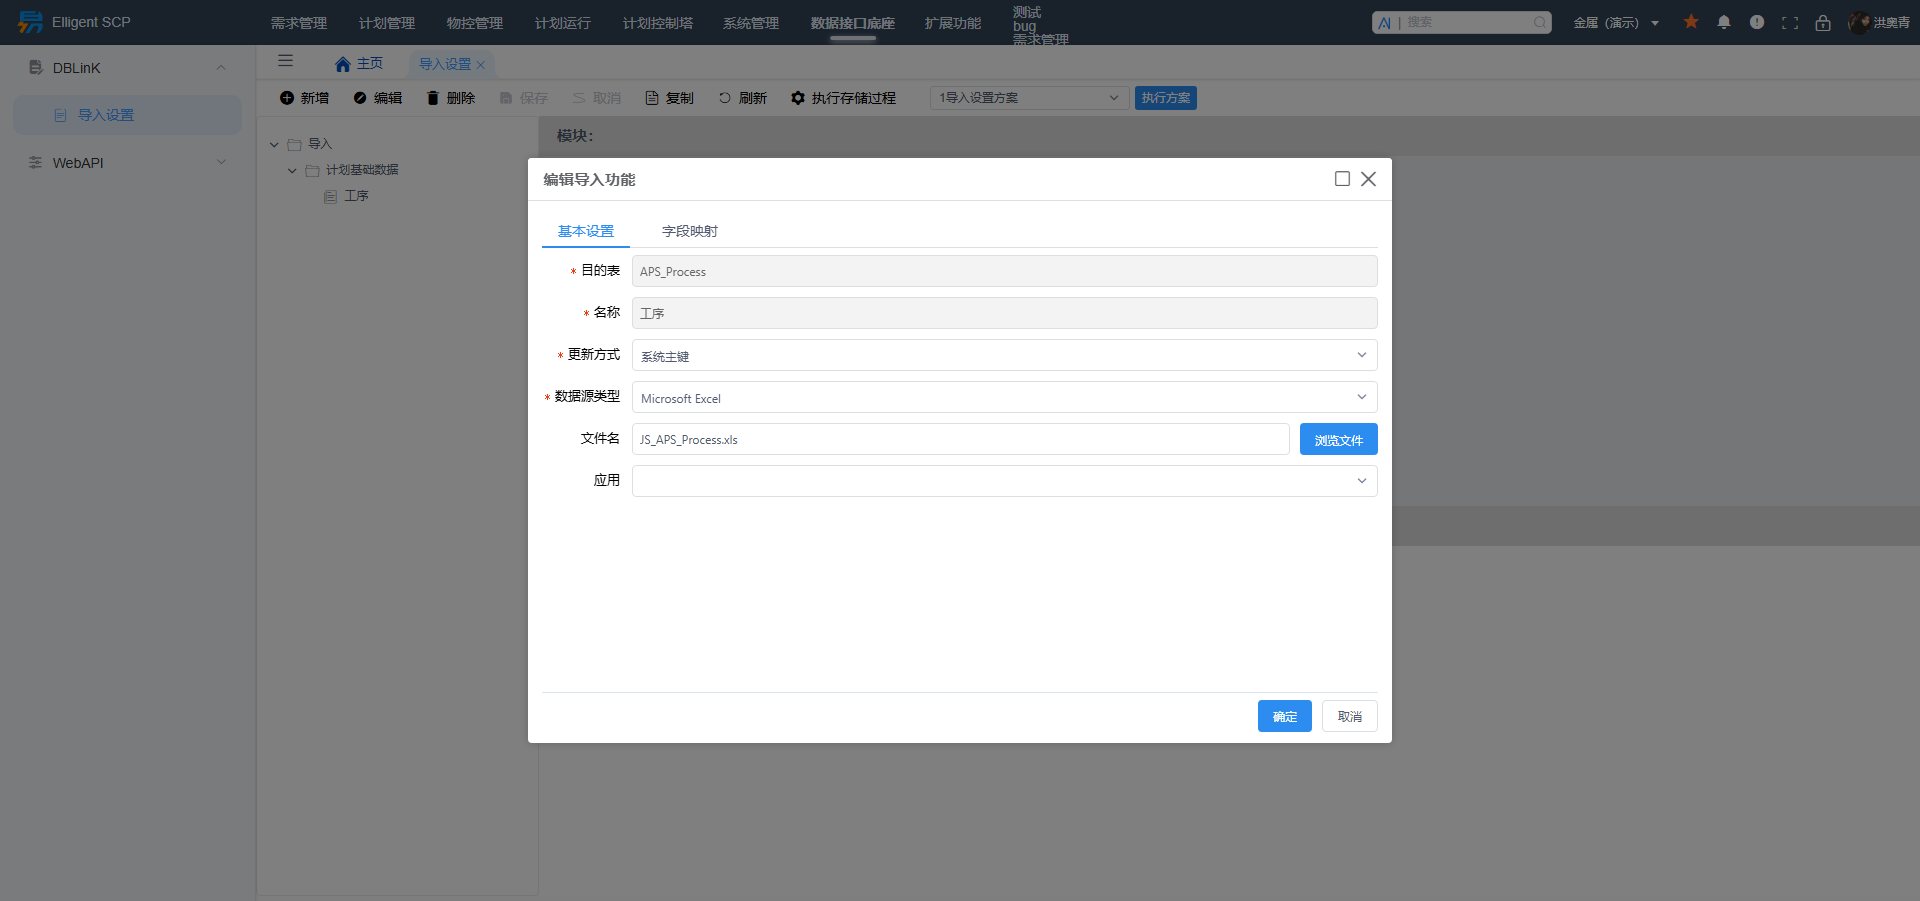 Elligent SCP
需求管理
计划管理
物控管理
计划运行
计划控制塔
系统管理
数据接口底座
扩展功能
测试
bug
需求管理
AI | 搜索
金属（演示）
洪奥青
DBLinK
导入设置
WebAPI
主页
导入设置
新增
编辑
删除
保存
取消
复制
刷新
执行存储过程
1导入设置方案
执行方案
导入
计划基础数据
工序
模块：
编辑导入功能
基本设置
字段映射
* 目的表
APS_Process
* 名称
工序
* 更新方式
系统主键
* 数据源类型
Microsoft Excel
文件名
JS_APS_Process.xls
浏览文件
应用
确定
取消